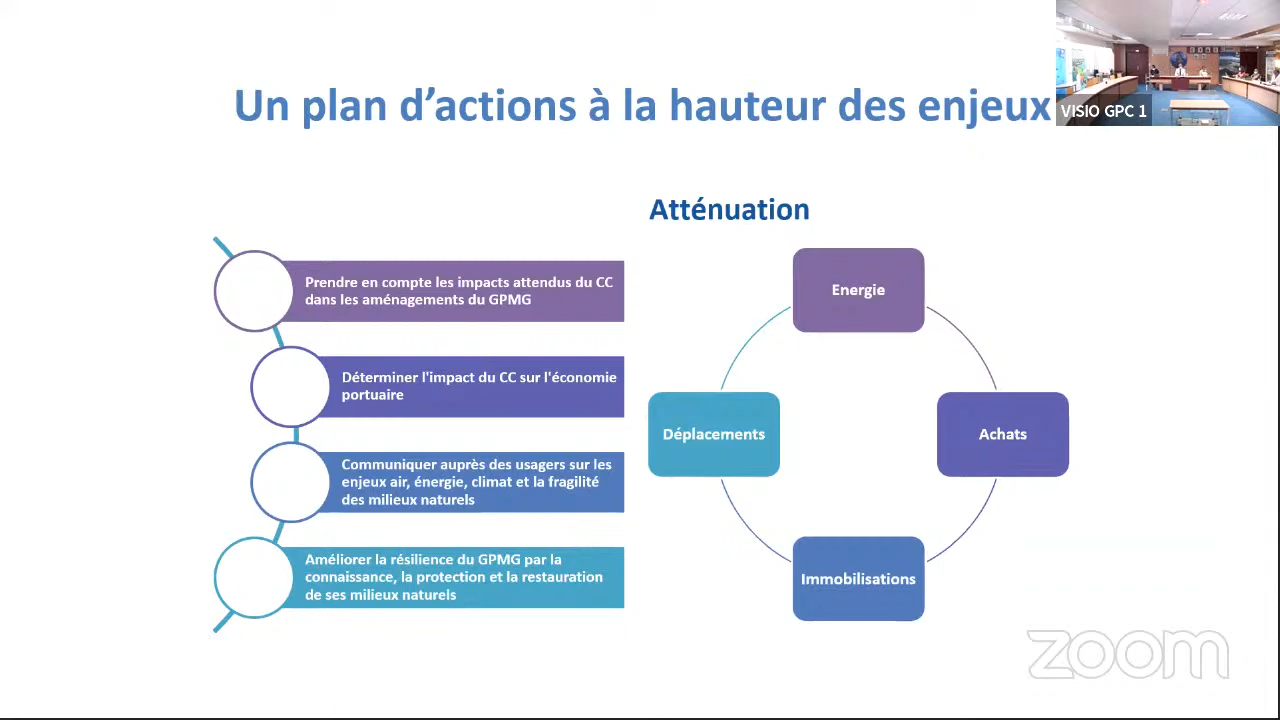 Un plan d’actions à la hauteur des enjeux
VISIO GPC 1
Atténuation
Prendre en compte les impacts attendus du CC
dans les aménagements du GPMG
Déterminer l'impact du CC sur l'économie
portuaire
Communiquer auprès des usagers sur les
enjeux air, énergie, climat et la fragilité
des milieux naturels
Améliorer la résilience du GPMG par la
connaissance, la protection et la restauration
de ses milieux naturels
Energie
Déplacements
Achats
Immobilisations
zoom